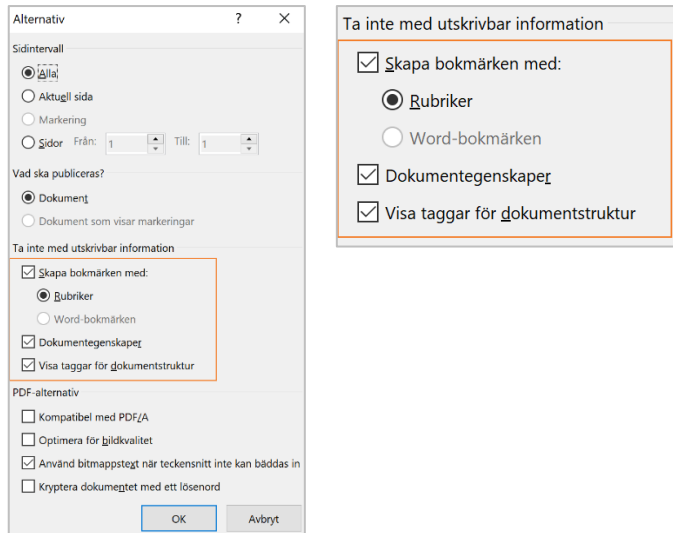 Alternativ ? ✕
Sidintervall
Alla
Aktuell sida
Markering
Sidor Från: 1 Till: 1
Vad ska publiceras?
Dokument
Dokument som visar markeringar
Ta inte med utskrivbar information
Skapa bokmärken med:
Rubriker
Word-bokmärken
Dokumentegenskaper
Visa taggar för dokumentstruktur
PDF-alternativ
Kompatibel med PDF/A
Optimera för bildkvalitet
Använd bitmappstext när teckensnitt inte kan bäddas in
Kryptera dokumentet med ett lösenord
OK Avbryt
Ta inte med utskrivbar information
Skapa bokmärken med:
Rubriker
Word-bokmärken
Dokumentegenskaper
Visa taggar för dokumentstruktur